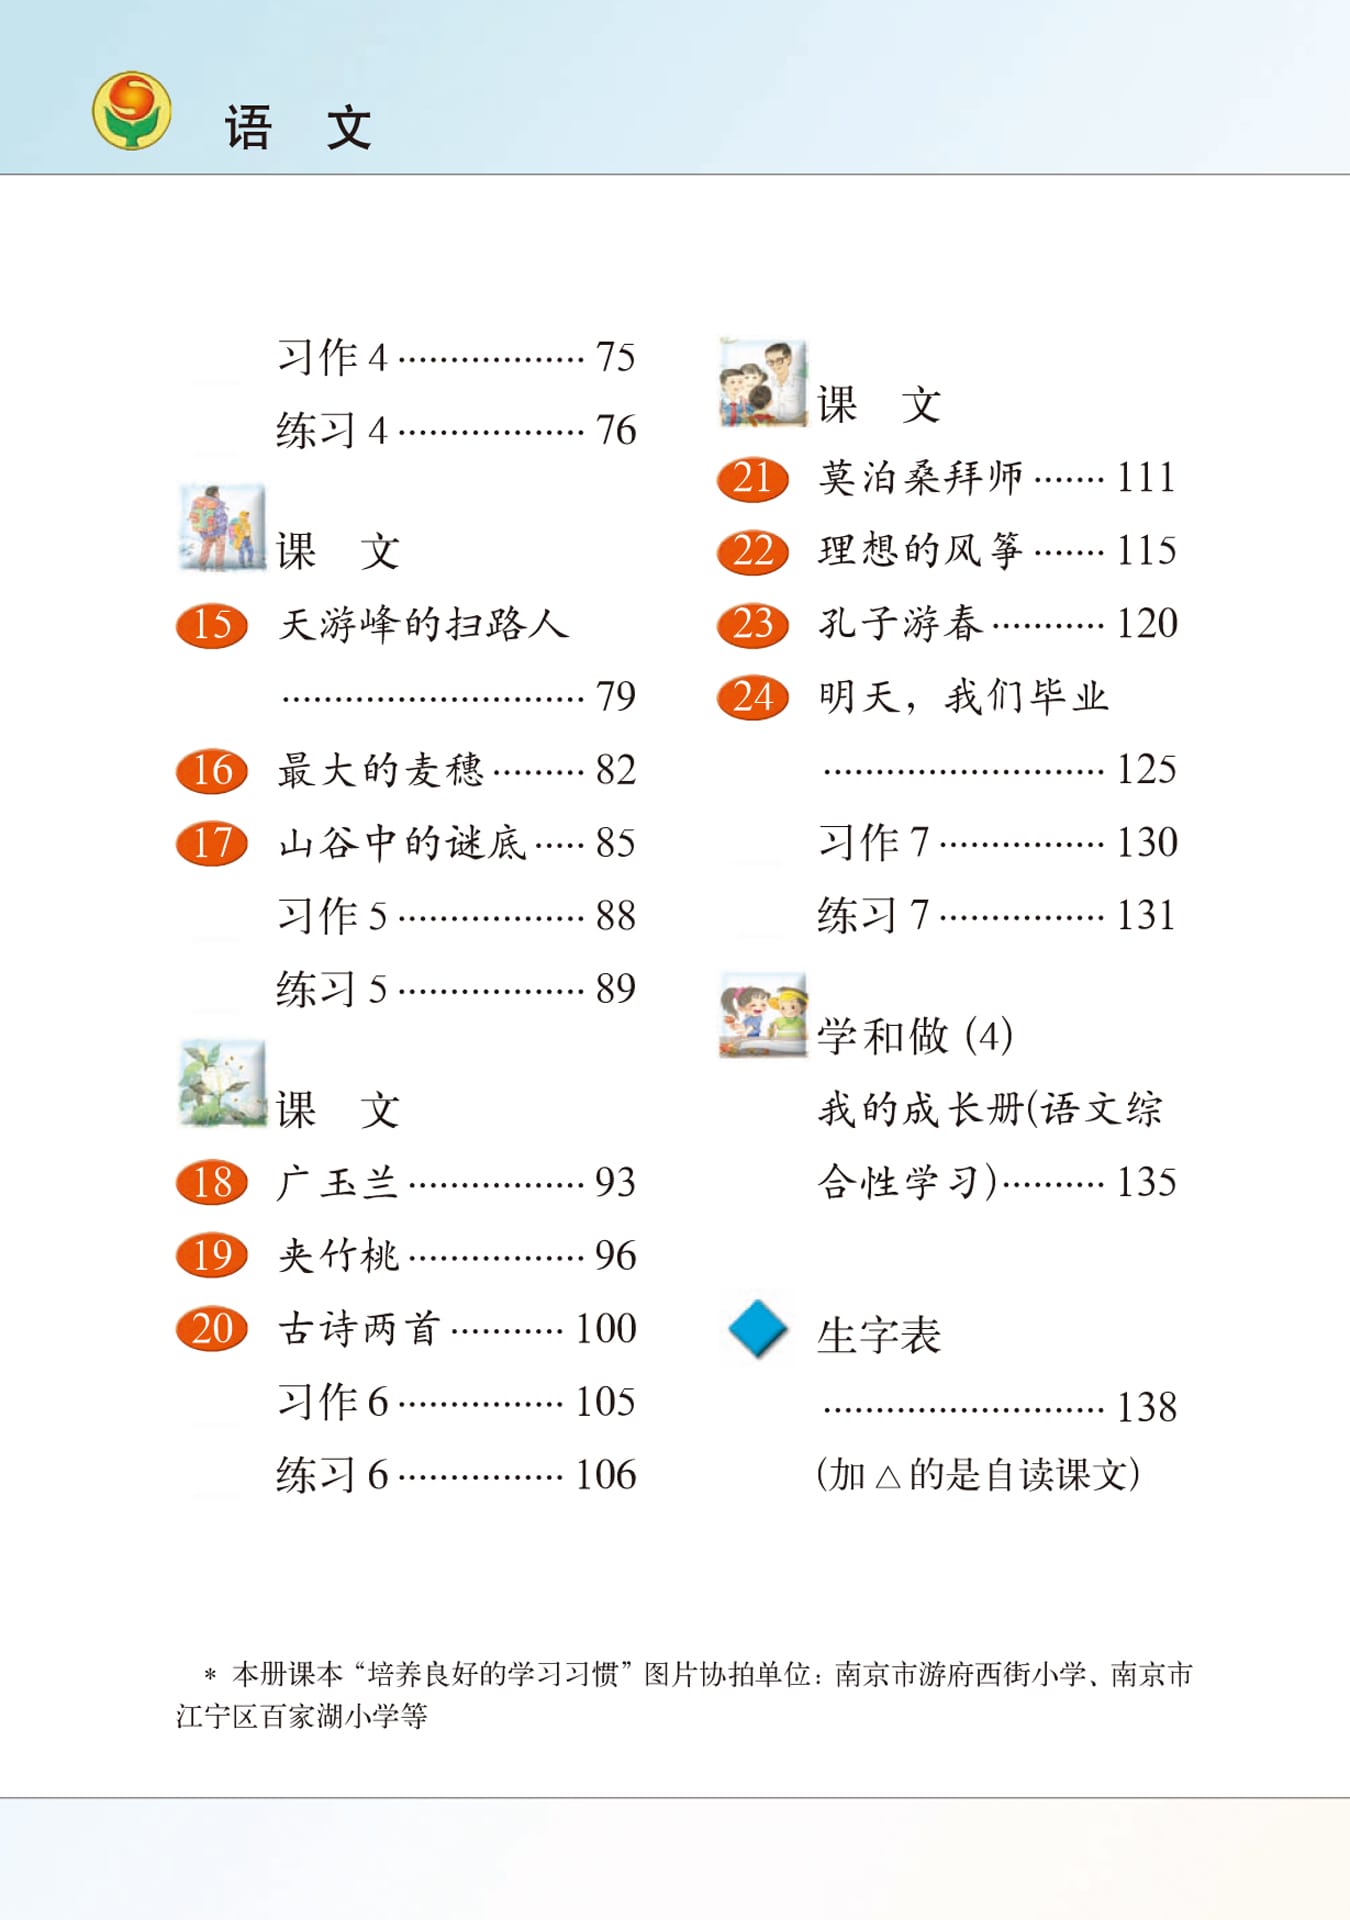 语 文
习作 4 ·················· 75
练习 4 ·················· 76
课 文
15 天游峰的扫路人
····························· 79
16 最大的麦穗 ········· 82
17 山谷中的谜底 ····· 85
习作 5 ·················· 88
练习 5 ·················· 89
课 文
18 广玉兰 ················· 93
19 夹竹桃 ················· 96
20 古诗两首 ··········· 100
习作 6 ················ 105
练习 6 ················ 106
课 文
21 莫泊桑拜师 ······· 111
22 理想的风筝 ······· 115
23 孔子游春 ··········· 120
24 明天，我们毕业
··························· 125
习作 7 ················ 130
练习 7 ················ 131
学和做 (4)
我的成长册(语文综
合性学习) ·········· 135
生字表
··························· 138
(加 △ 的是自读课文)
* 本册课本“培养良好的学习习惯”图片协拍单位：南京市游府西街小学、南京市
江宁区百家湖小学等